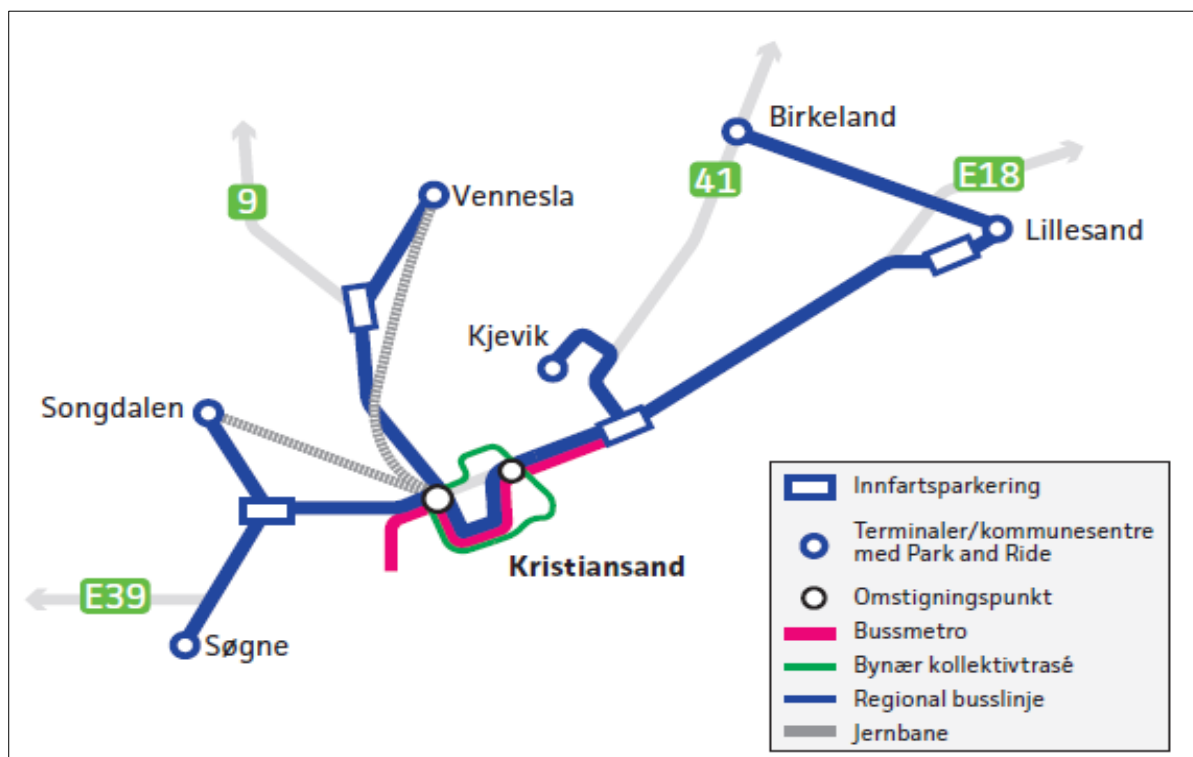 Birkeland
41
E18
9
Vennesla
Lillesand
Kjevik
Songdalen
Kristiansand
E39
Søgne
Innfartsparkering
Terminaler/kommunesentre
med Park and Ride
Omstigningspunkt
Bussmetro
Bynær kollektivtrasé
Regional busslinje
Jernbane